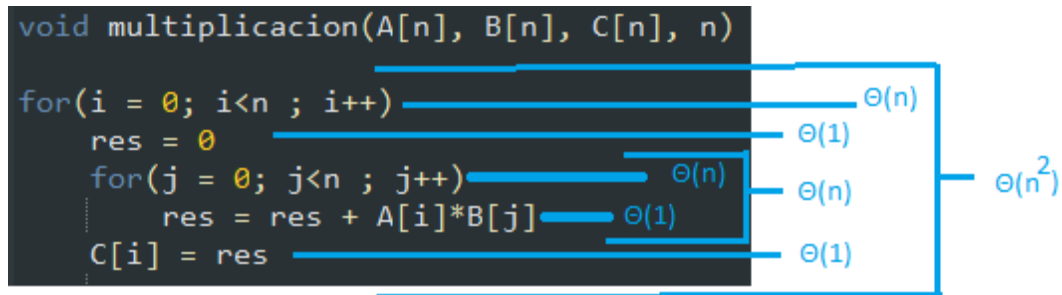 void multiplicacion(A[n], B[n], C[n], n)
for(i = 0; i<n ; i++) Θ(n)
res = 0 Θ(1)
for(j = 0; j<n ; j++) Θ(n)
Θ(n) Θ(n²)
res = res + A[i]*B[j] Θ(1)
C[i] = res Θ(1)